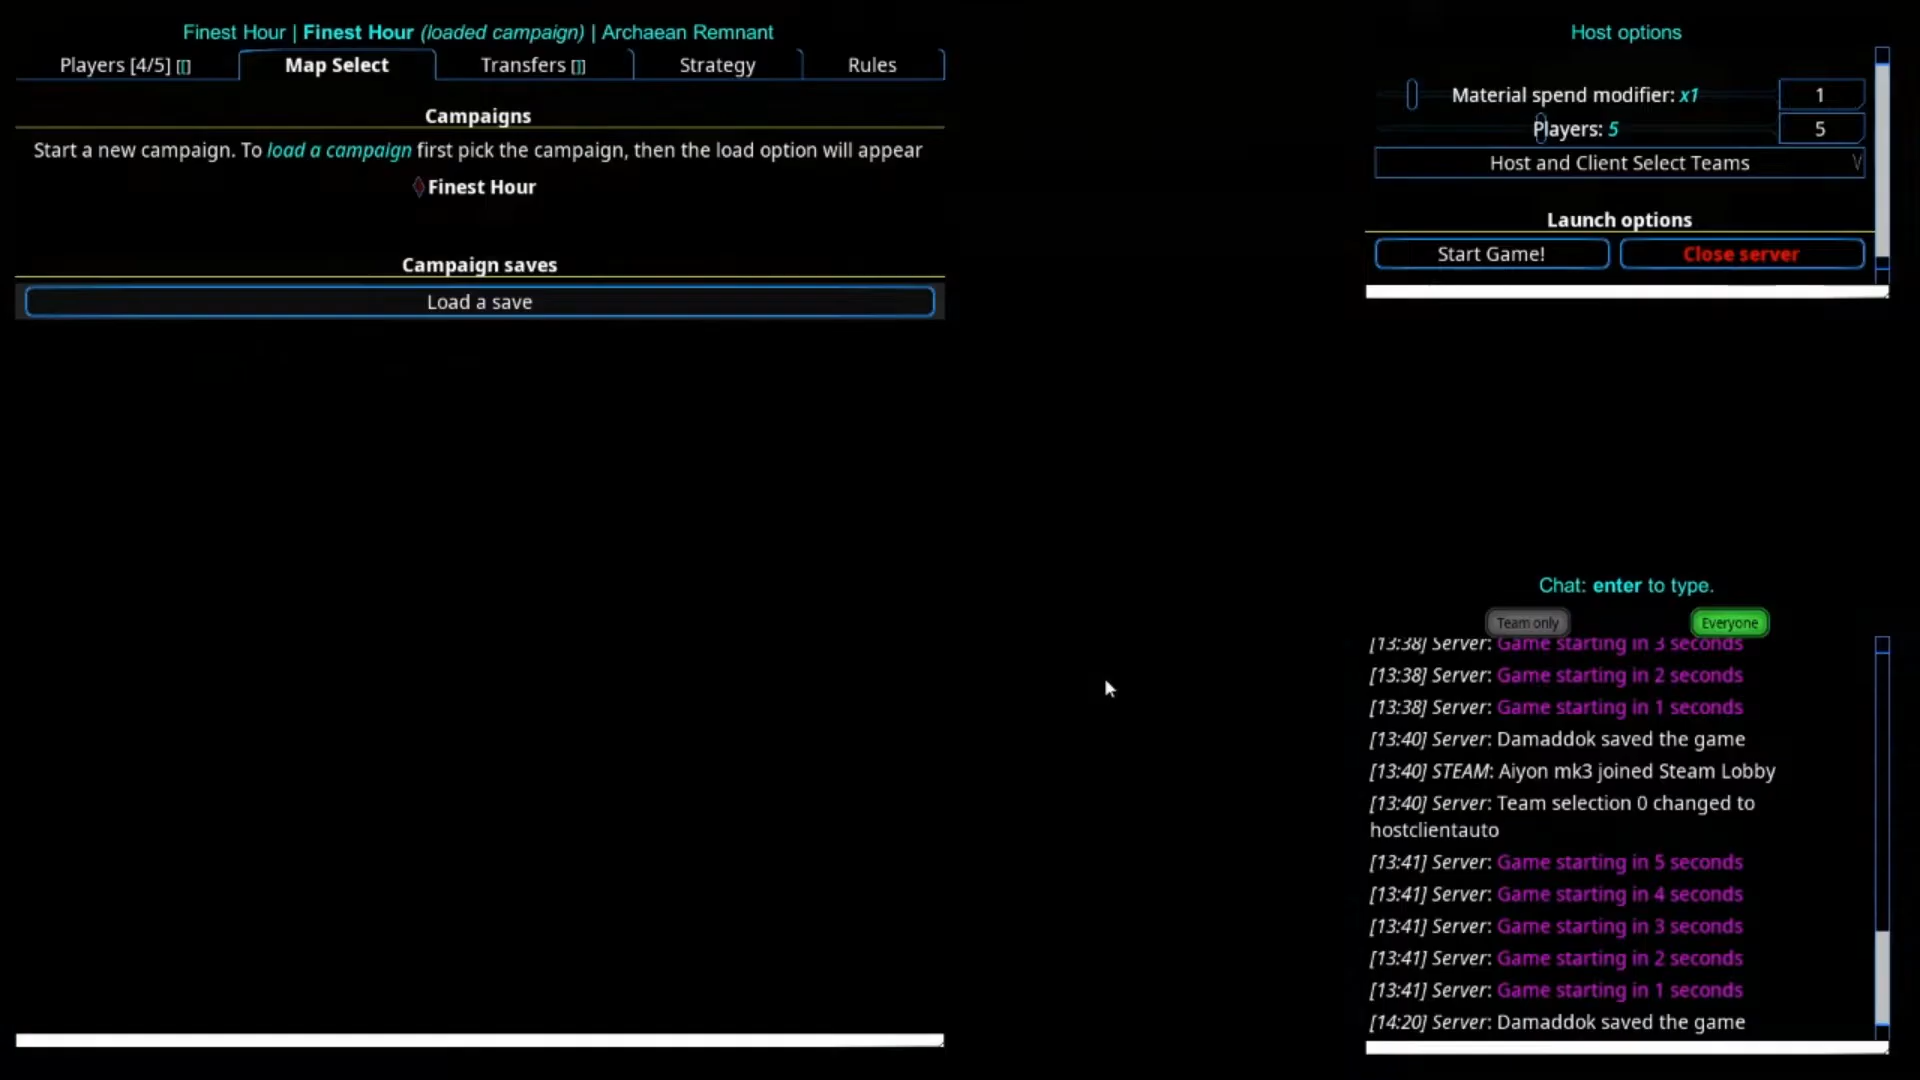 Finest Hour | Finest Hour (loaded campaign) | Archaean Remnant
Players [4/5] [[]
Map Select
Transfers []]
Strategy
Rules
Campaigns
Start a new campaign. To load a campaign first pick the campaign, then the load option will appear
Finest Hour
Campaign saves
Load a save
Host options
Material spend modifier: x1
1
Players: 5
5
Host and Client Select Teams
V
Launch options
Start Game!
Close server
Chat: enter to type.
Team only
Everyone
[13:38] Server: Game starting in 3 seconds
[13:38] Server: Game starting in 2 seconds
[13:38] Server: Game starting in 1 seconds
[13:40] Server: Damaddok saved the game
[13:40] STEAM: Aiyon mk3 joined Steam Lobby
[13:40] Server: Team selection 0 changed to
hostclientauto
[13:41] Server: Game starting in 5 seconds
[13:41] Server: Game starting in 4 seconds
[13:41] Server: Game starting in 3 seconds
[13:41] Server: Game starting in 2 seconds
[13:41] Server: Game starting in 1 seconds
[14:20] Server: Damaddok saved the game